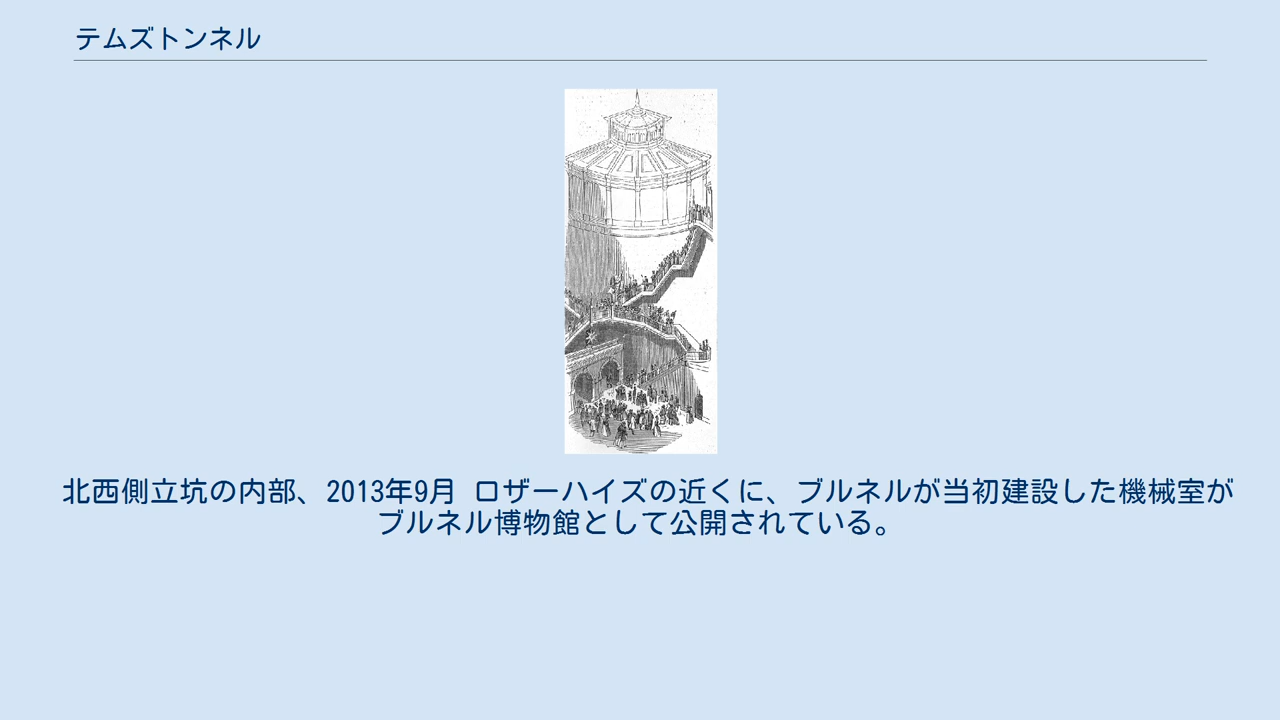 テムズトンネル
北西側立坑の内部、2013年9月 ロザーハイズの近くに、ブルネルが当初建設した機械室が
ブルネル博物館として公開されている。